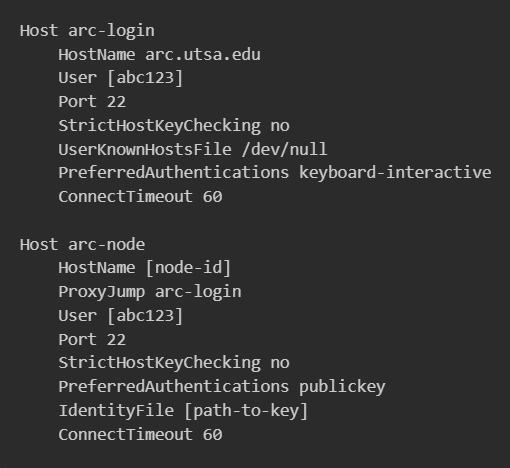 Host arc-login
    HostName arc.utsa.edu
    User [abc123]
    Port 22
    StrictHostKeyChecking no
    UserKnownHostsFile /dev/null
    PreferredAuthentications keyboard-interactive
    ConnectTimeout 60

Host arc-node
    HostName [node-id]
    ProxyJump arc-login
    User [abc123]
    Port 22
    StrictHostKeyChecking no
    PreferredAuthentications publickey
    IdentityFile [path-to-key]
    ConnectTimeout 60